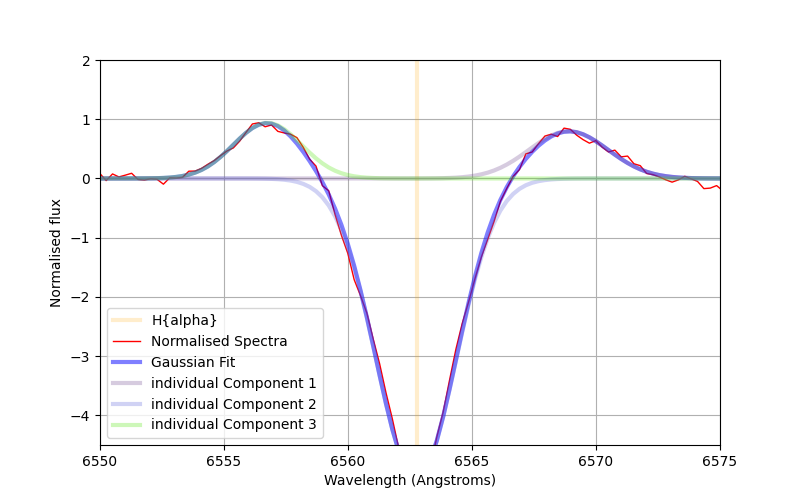 2
1
0
−1
−2
−3
−4
Normalised flux
H{alpha}
Normalised Spectra
Gaussian Fit
individual Component 1
individual Component 2
individual Component 3
6550 6555 6560 6565 6570 6575
Wavelength (Angstroms)